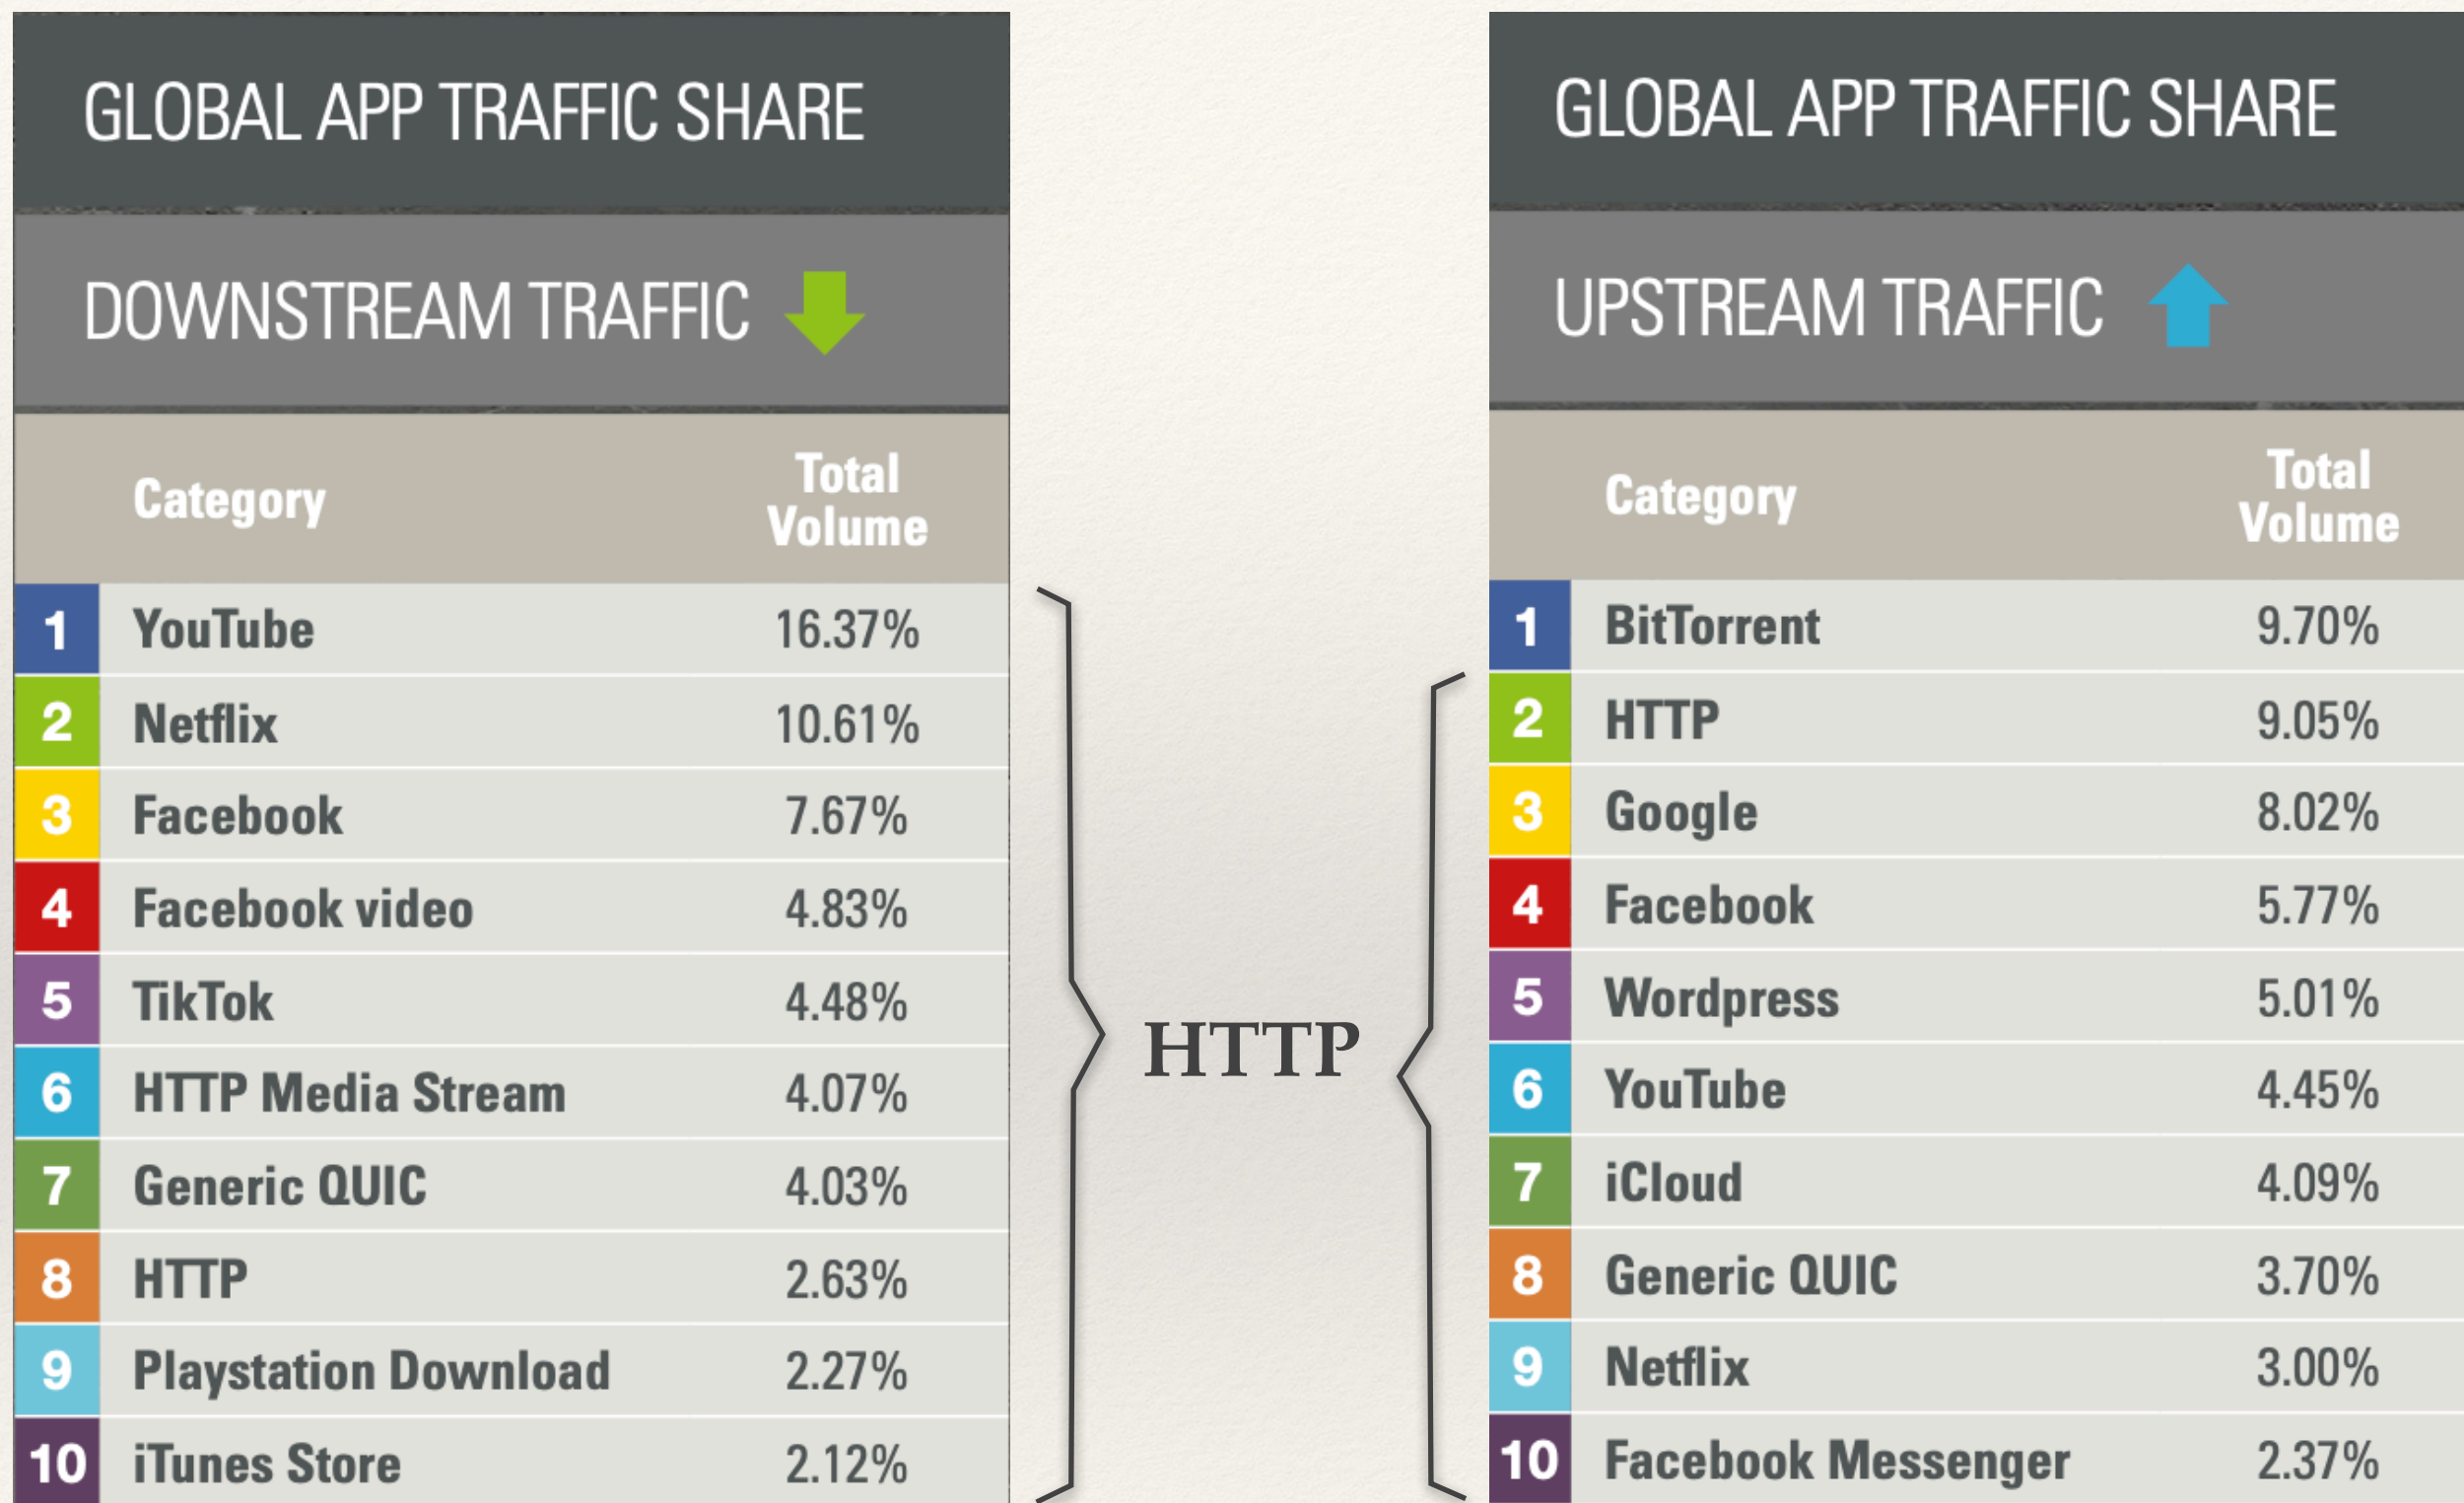 GLOBAL APP TRAFFIC SHARE
DOWNSTREAM TRAFFIC
Category Total Volume
1 YouTube 16.37%
2 Netflix 10.61%
3 Facebook 7.67%
4 Facebook video 4.83%
5 TikTok 4.48%
6 HTTP Media Stream 4.07%
7 Generic QUIC 4.03%
8 HTTP 2.63%
9 Playstation Download 2.27%
10 iTunes Store 2.12%
HTTP
GLOBAL APP TRAFFIC SHARE
UPSTREAM TRAFFIC
Category Total Volume
1 BitTorrent 9.70%
2 HTTP 9.05%
3 Google 8.02%
4 Facebook 5.77%
5 Wordpress 5.01%
6 YouTube 4.45%
7 iCloud 4.09%
8 Generic QUIC 3.70%
9 Netflix 3.00%
10 Facebook Messenger 2.37%